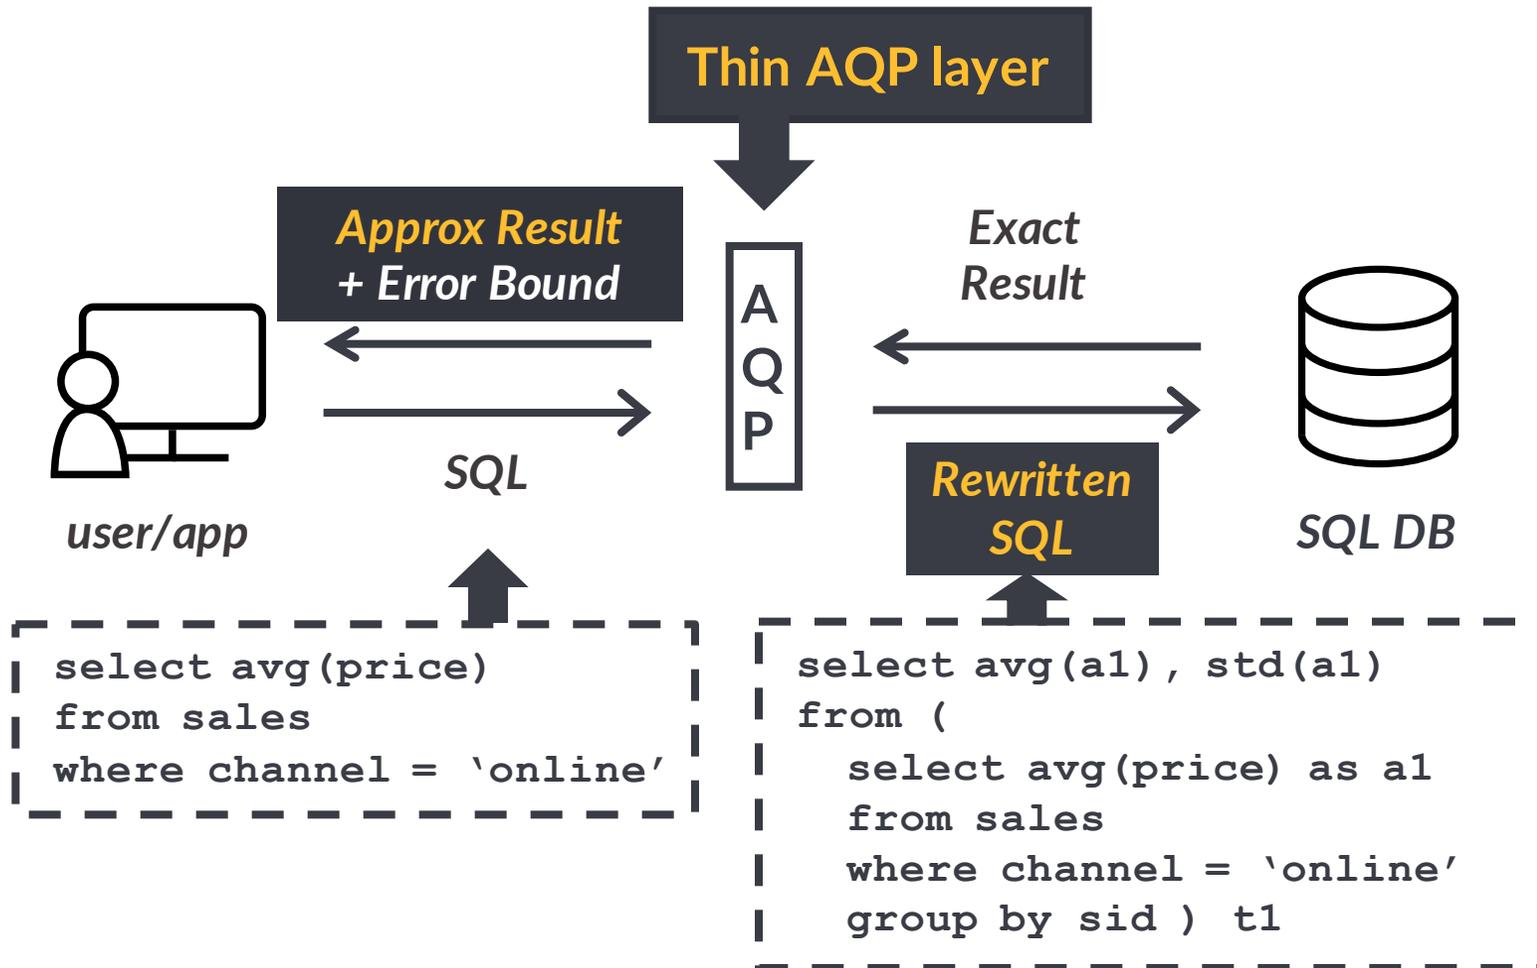 Thin AQP layer
Approx Result
+ Error Bound
A
Q
P
Exact
Result
SQL
Rewritten
SQL
user/app
SQL DB
select avg(price)
from sales
where channel = ‘online’
select avg(a1), std(a1)
from (
select avg(price) as a1
from sales
where channel = ‘online’
group by sid ) t1